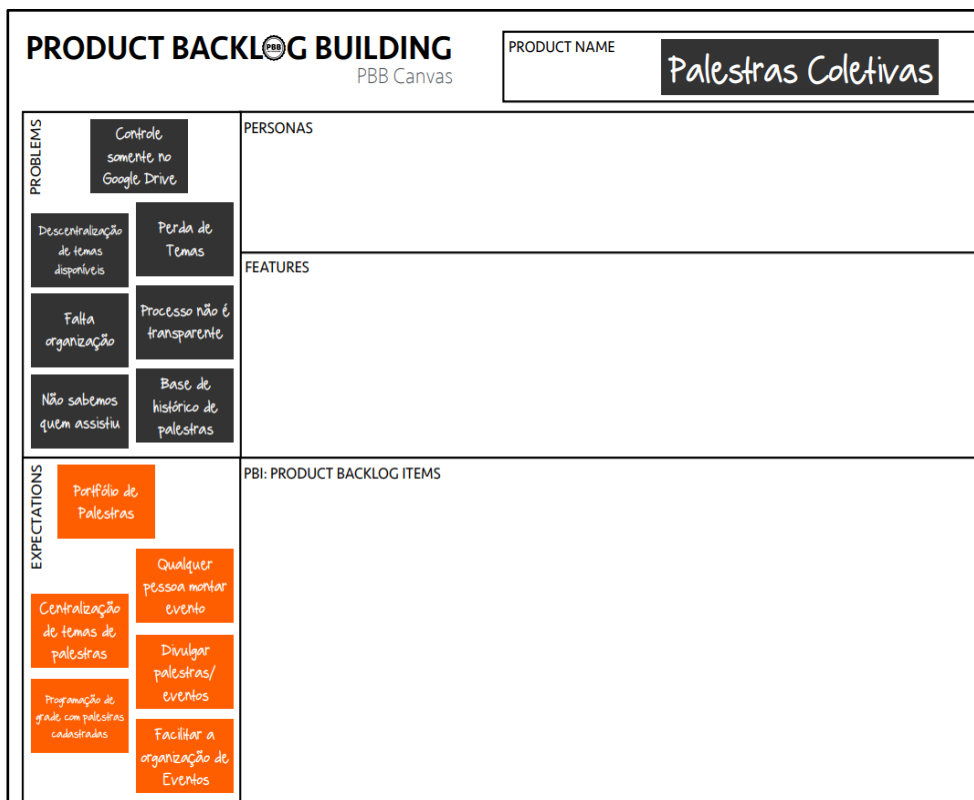 PRODUCT BACKLOG BUILDING
PBB
PBB Canvas
PRODUCT NAME
Palestras Coletivas
PROBLEMS
Controle
somente no
Google Drive
Descentralização
de temas
disponíveis
Perda de
Temas
Falta
organização
Processo não é
transparente
Não sabemos
quem assistiu
Base de
histórico de
palestras
PERSONAS
FEATURES
EXPECTATIONS
Portfólio de
Palestras
Qualquer
pessoa montar
evento
Centralização
de temas de
palestras
Divulgar
palestras/
eventos
Programação de
grade com palestras
cadastradas
Facilitar a
organização de
Eventos
PBI: PRODUCT BACKLOG ITEMS